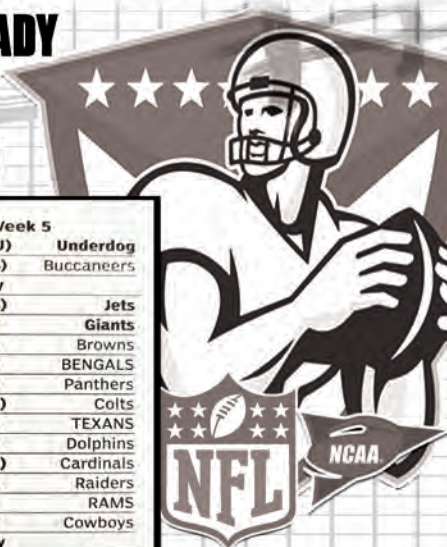 ADY
Week 5
Underdog
Buccaneers
Jets
Giants
Browns
BENGALS
Panthers
Colts
TEXANS
Dolphins
Cardinals
Raiders
RAMS
Cowboys
NFL
NCAA